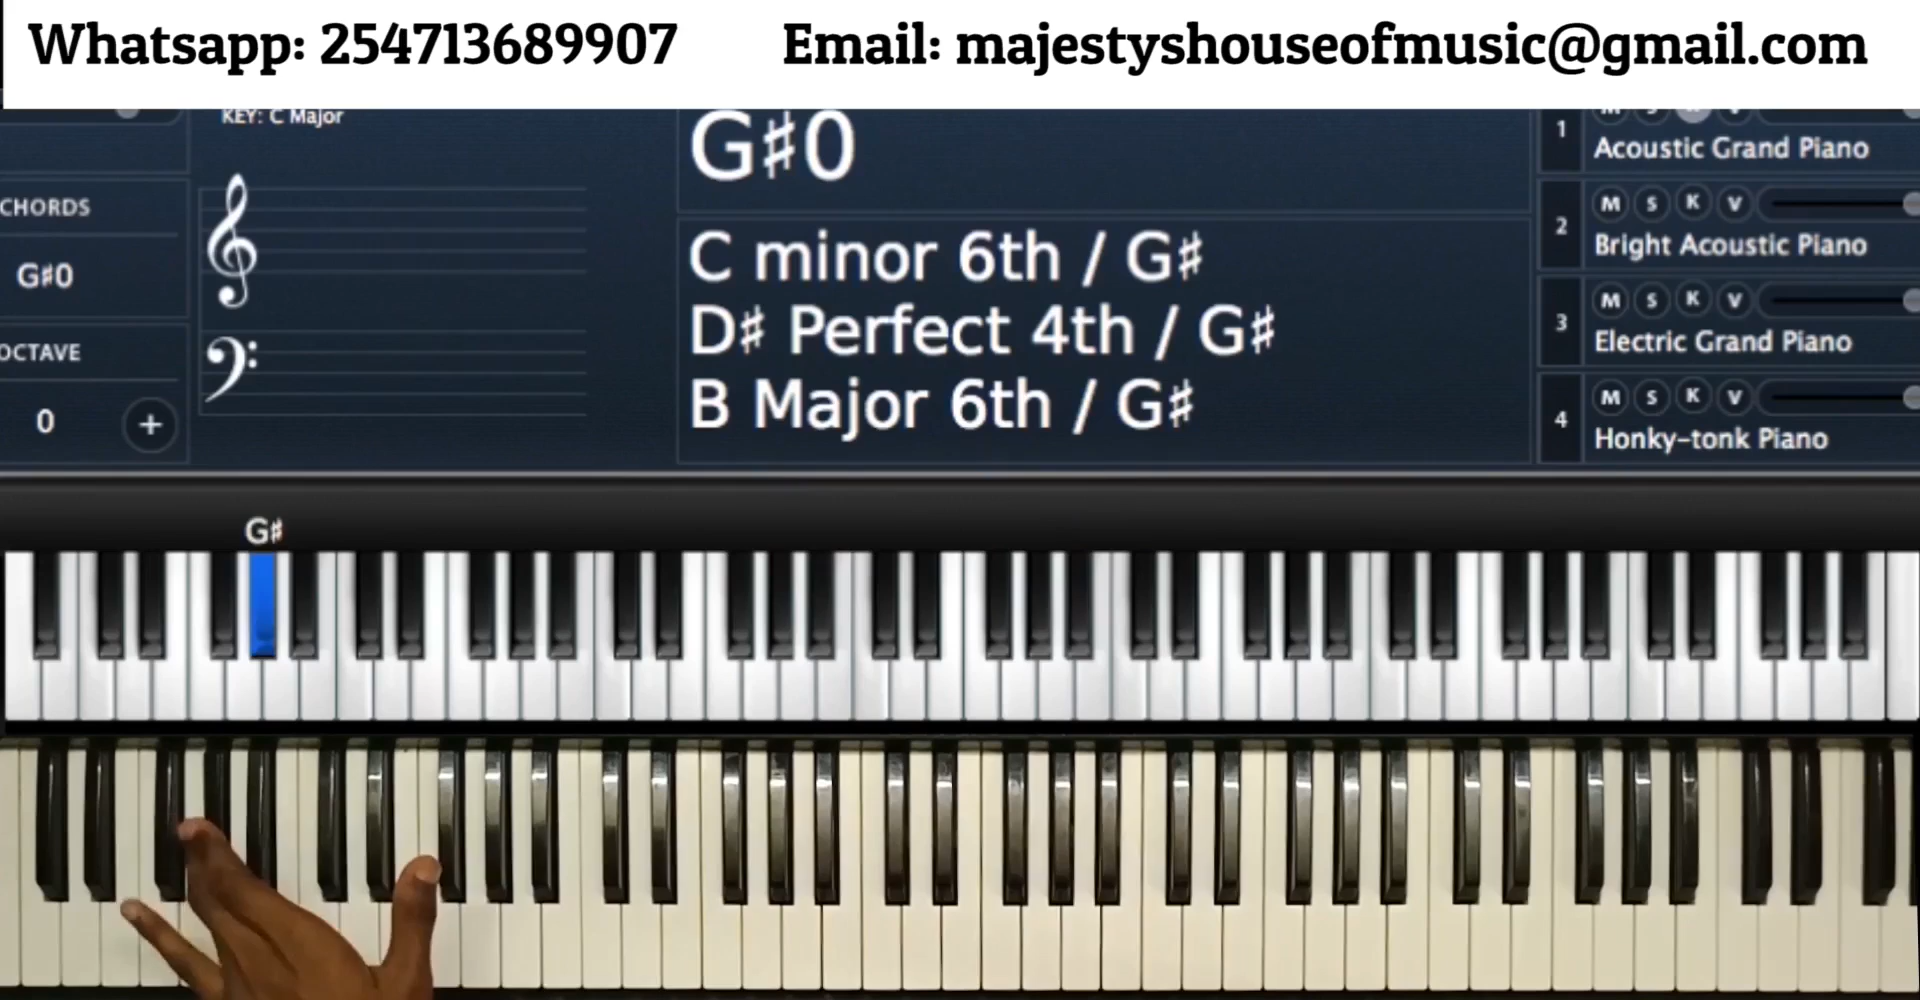 Whatsapp: 254713689907 Email: majestyshouseofmusic@gmail.com
KEY: C Major
G♯0
1
M S K V
Acoustic Grand Piano
CHORDS
G♯0
C minor 6th / G♯
D♯ Perfect 4th / G♯
B Major 6th / G♯
2
M S K V
Bright Acoustic Piano
3
M S K V
Electric Grand Piano
OCTAVE
0 +
4
M S K V
Honky-tonk Piano
G♯